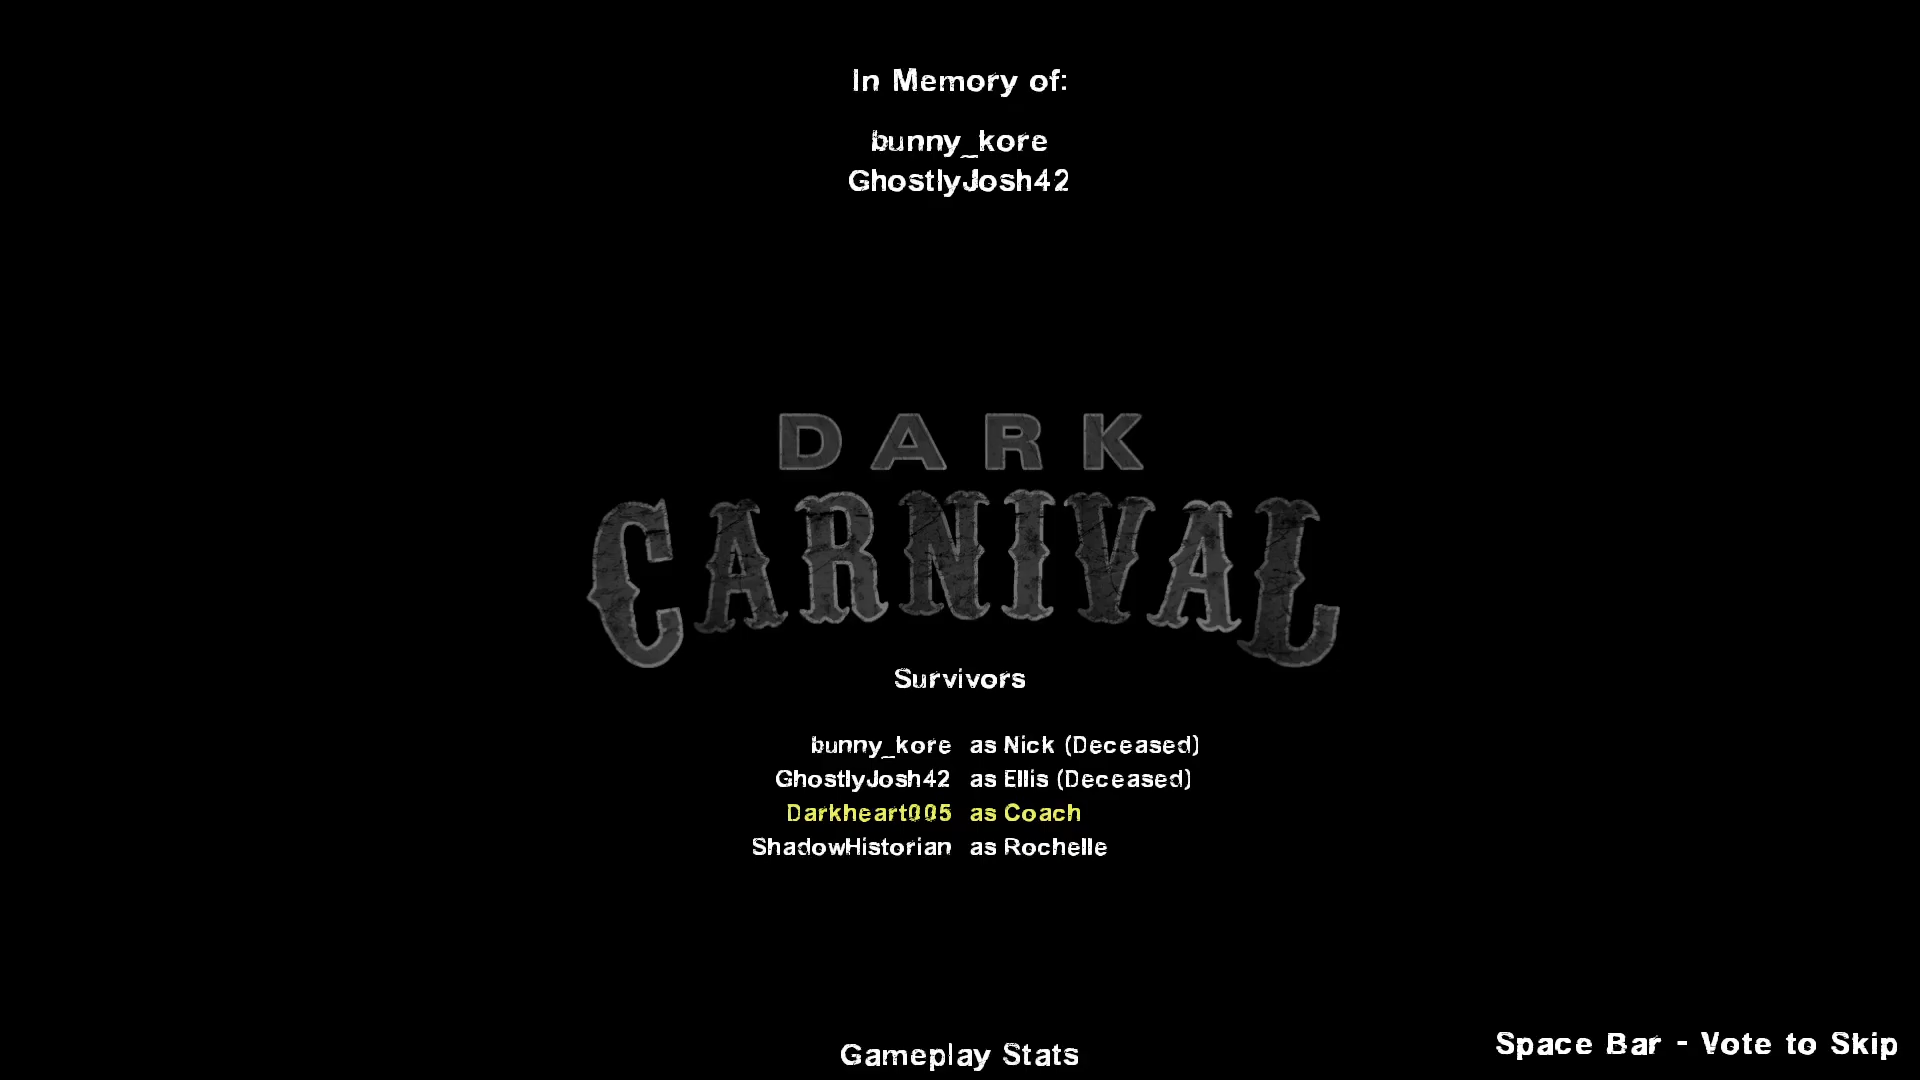 In Memory of:
bunny_kore
GhostlyJosh42
DARK
CARNIVAL
Survivors
bunny_kore as Nick (Deceased)
GhostlyJosh42 as Ellis (Deceased)
Darkheart005 as Coach
ShadowHistorian as Rochelle
Gameplay Stats
Space Bar - Vote to Skip